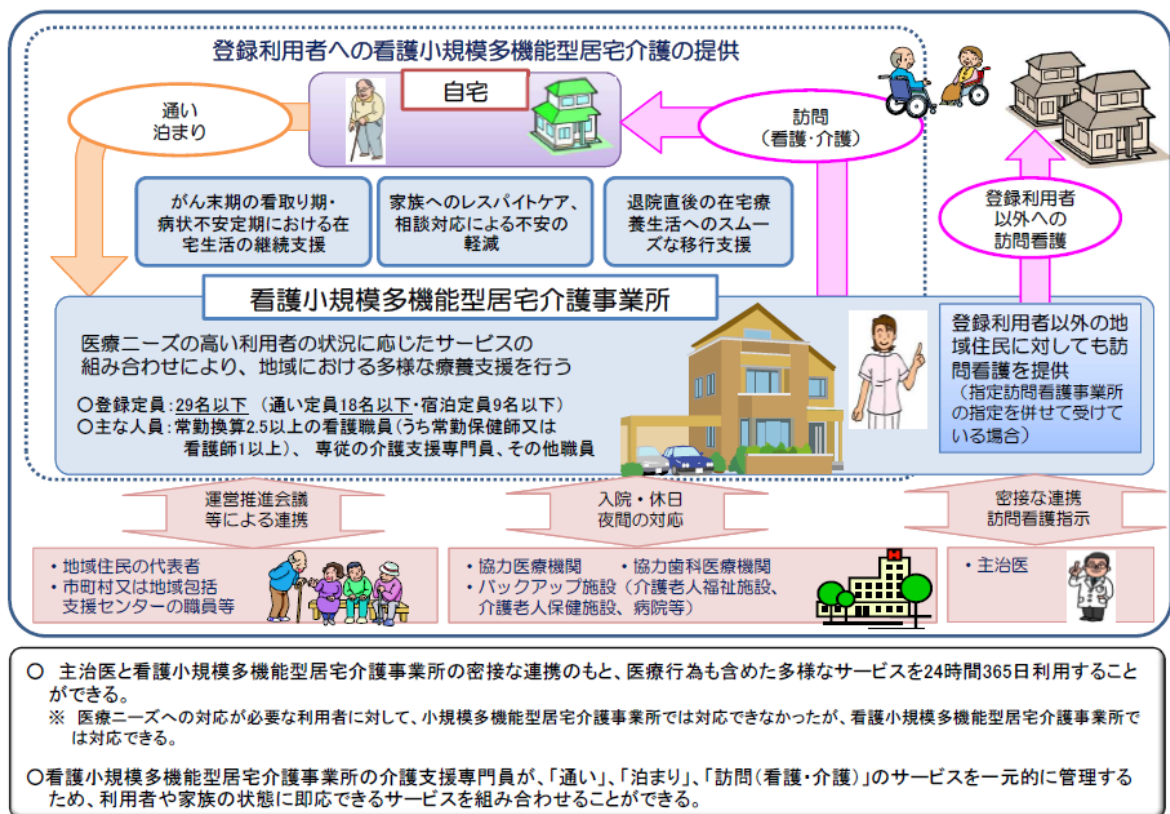 登録利用者への看護小規模多機能型居宅介護の提供
自宅
通い
泊まり
訪問
（看護・介護）
がん末期の看取り期・
病状不安定期における在
宅生活の継続支援
家族へのレスパイトケア、
相談対応による不安の
軽減
退院直後の在宅療
養生活へのスムー
ズな移行支援
登録利用者
以外への
訪問看護
看護小規模多機能型居宅介護事業所
医療ニーズの高い利用者の状況に応じたサービスの
組み合わせにより、地域における多様な療養支援を行う
○登録定員：29名以下　（通い定員18名以下・宿泊定員9名以下）
○主な人員：常勤換算2.5以上の看護職員（うち常勤保健師又は
看護師1以上）、　専従の介護支援専門員、その他職員
登録利用者以外の地
域住民に対しても訪
問看護を提供
（指定訪問看護事業所
の指定を併せて受けて
いる場合）
運営推進会議
等による連携
入院・休日
夜間の対応
密接な連携
訪問看護指示
・地域住民の代表者
・市町村又は地域包括
支援センターの職員等
・協力医療機関　　・協力歯科医療機関
・バックアップ施設（介護老人福祉施設、
介護老人保健施設、病院等）
H
・主治医
○　主治医と看護小規模多機能型居宅介護事業所の密接な連携のもと、医療行為も含めた多様なサービスを24時間365日利用すること
ができる。
※　医療ニーズへの対応が必要な利用者に対して、小規模多機能型居宅介護事業所では対応できなかったが、看護小規模多機能型居宅介護事業所で
は対応できる。
○看護小規模多機能型居宅介護事業所の介護支援専門員が、「通い」、「泊まり」、「訪問（看護・介護）」のサービスを一元的に管理する
ため、利用者や家族の状態に即応できるサービスを組み合わせることができる。